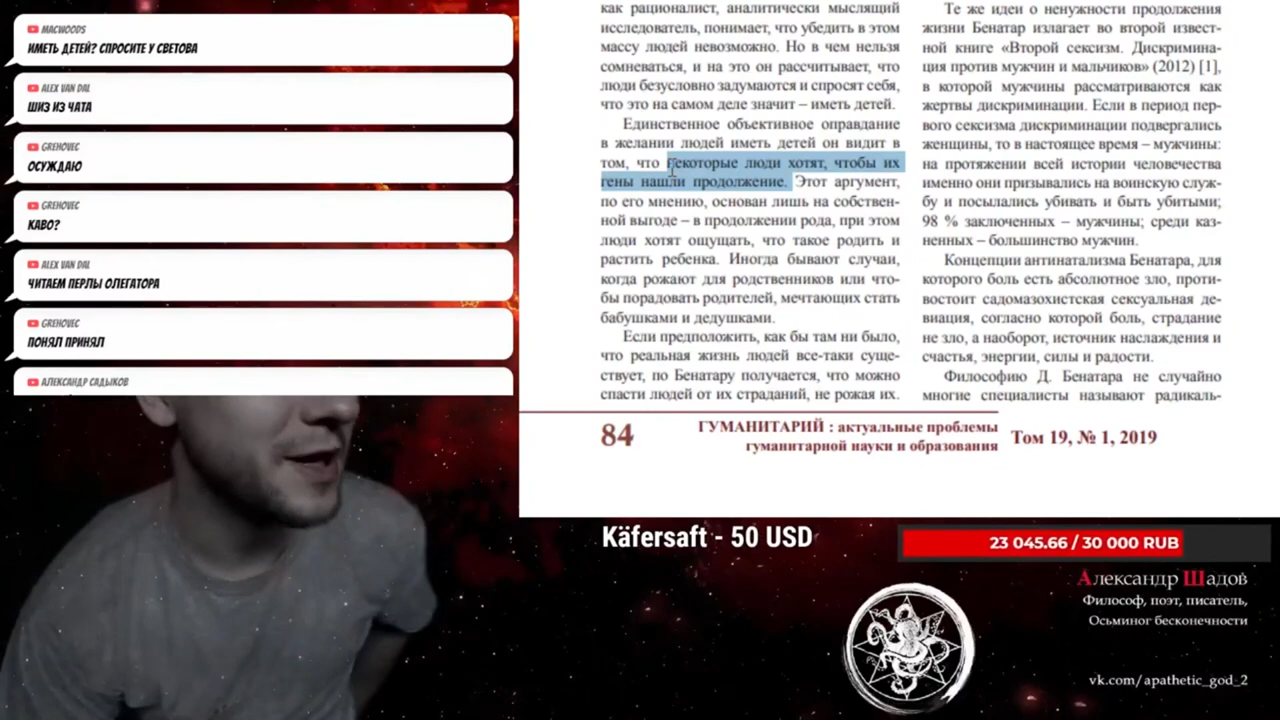 MACWOODS
ИМЕТЬ ДЕТЕЙ? СПРОСИТЕ У СВЕТОВА
ALEX VAN DAL
ШИЗ ИЗ ЧАТА
GREHOVEC
ОСУЖДАЮ
GREHOVEC
КАВО?
ALEX VAN DAL
ЧИТАЕМ ПЕРЛЫ ОЛЕГАТОРА
GREHOVEC
ПОНЯЛ ПРИНЯЛ
АЛЕКСАНДР САДЫКОВ
как рационалист, аналитически мыслящий
исследователь, понимает, что убедить в этом
массу людей невозможно. Но в чем нельзя
сомневаться, и на это он рассчитывает, что
люди безусловно задумаются и спросят себя,
что это на самом деле значит – иметь детей.
Единственное объективное оправдание
в желании людей иметь детей он видит в
том, что некоторые люди хотят, чтобы их
гены нашли продолжение. Этот аргумент,
по его мнению, основан лишь на собствен-
ной выгоде – в продолжении рода, при этом
люди хотят ощущать, что такое родить и
растить ребенка. Иногда бывают случаи,
когда рожают для родственников или что-
бы порадовать родителей, мечтающих стать
бабушками и дедушками.
Если предположить, как бы там ни было,
что реальная жизнь людей все-таки суще-
ствует, по Бенатару получается, что можно
спасти людей от их страданий, не рожая их.
Те же идеи о ненужности продолжения
жизни Бенатар излагает во второй извест-
ной книге «Второй сексизм. Дискримина-
ция против мужчин и мальчиков» (2012) [1],
в которой мужчины рассматриваются как
жертвы дискриминации. Если в период пер-
вого сексизма дискриминации подвергались
женщины, то в настоящее время – мужчины:
на протяжении всей истории человечества
именно они призывались на воинскую служ-
бу и посылались убивать и быть убитыми;
98 % заключенных – мужчины; среди каз-
ненных – большинство мужчин.
Концепции антинатализма Бенатара, для
которого боль есть абсолютное зло, проти-
востоит садомазохистская сексуальная де-
виация, согласно которой боль, страдание
не зло, а наоборот, источник наслаждения и
счастья, энергии, силы и радости.
Философию Д. Бенатара не случайно
многие специалисты называют радикаль-
84
ГУМАНИТАРИЙ : актуальные проблемы
гуманитарной науки и образования
Том 19, № 1, 2019
Käfersaft - 50 USD
23 045.66 / 30 000 RUB
Александр Шадов
Философ, поэт, писатель,
Осьминог бесконечности
vk.com/apathetic_god_2